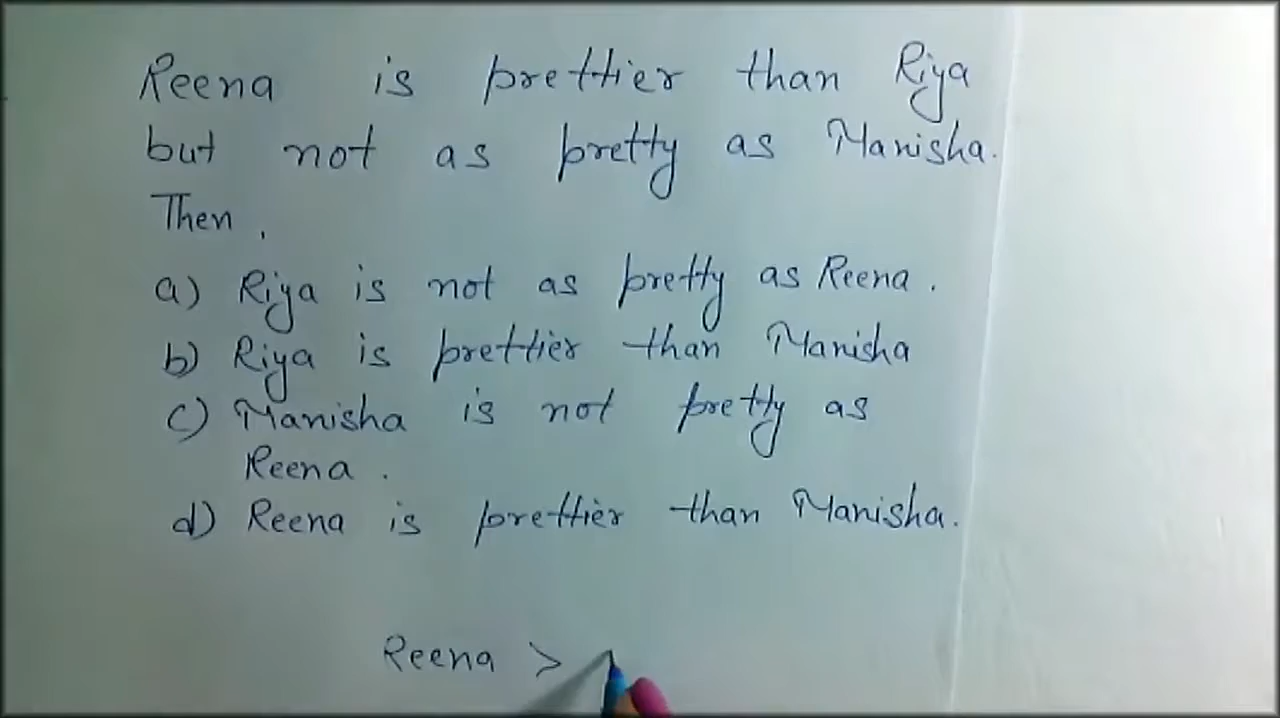 Reena is prettier than Riya
but not as pretty as Manisha.
Then,
a) Riya is not as pretty as Reena.
b) Riya is prettier than Manisha
c) Manisha is not pretty as
Reena.
d) Reena is prettier than Manisha.
Reena >